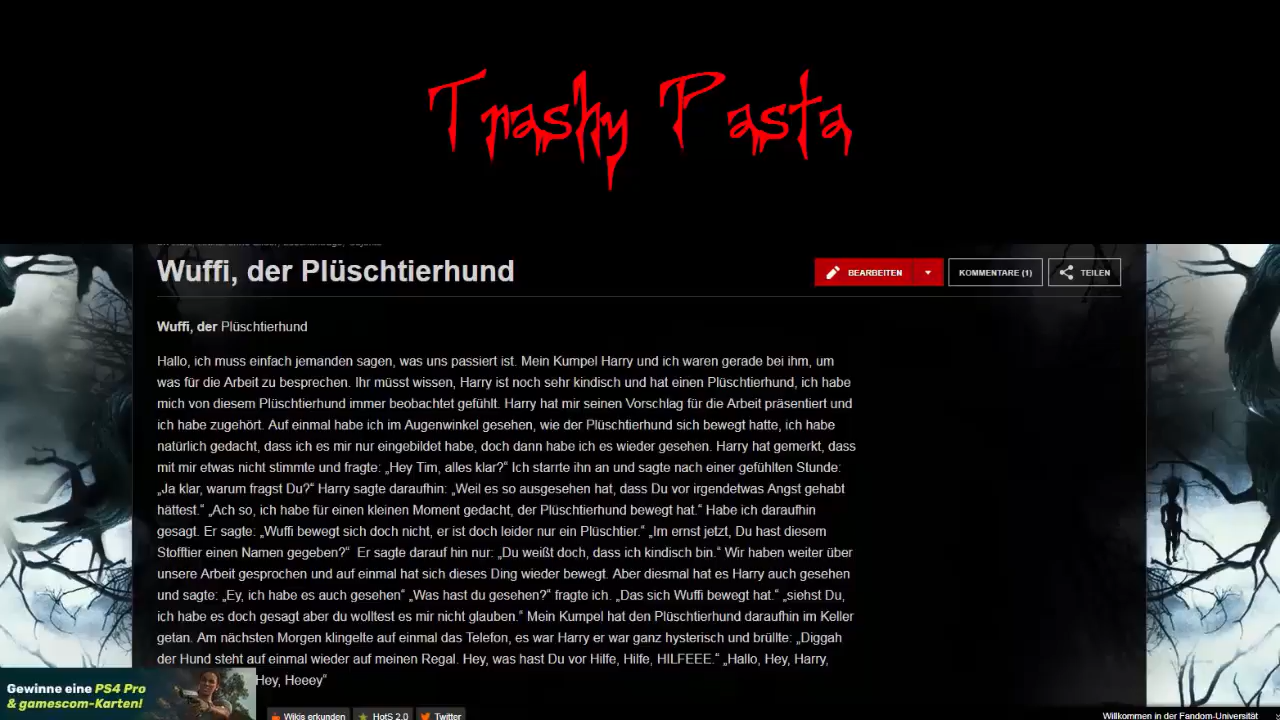 Trashy Pasta
Wuffi, der Plüschtierhund
BEARBEITEN
KOMMENTARE (1)
TEILEN
Wuffi, der Plüschtierhund
Hallo, ich muss einfach jemanden sagen, was uns passiert ist. Mein Kumpel Harry und ich waren gerade bei ihm, um
was für die Arbeit zu besprechen. Ihr müsst wissen, Harry ist noch sehr kindisch und hat einen Plüschtierhund, ich habe
mich von diesem Plüschtierhund immer beobachtet gefühlt. Harry hat mir seinen Vorschlag für die Arbeit präsentiert und
ich habe zugehört. Auf einmal habe ich im Augenwinkel gesehen, wie der Plüschtierhund sich bewegt hatte, ich habe
natürlich gedacht, dass ich es mir nur eingebildet habe, doch dann habe ich es wieder gesehen. Harry hat gemerkt, dass
mit mir etwas nicht stimmte und fragte: „Hey Tim, alles klar?“ Ich starrte ihn an und sagte nach einer gefühlten Stunde:
„Ja klar, warum fragst Du?“ Harry sagte daraufhin: „Weil es so ausgesehen hat, dass Du vor irgendetwas Angst gehabt
hättest.“ „Ach so, ich habe für einen kleinen Moment gedacht, der Plüschtierhund bewegt hat.“ Habe ich daraufhin
gesagt. Er sagte: „Wuffi bewegt sich doch nicht, er ist doch leider nur ein Plüschtier.“ „Im ernst jetzt, Du hast diesem
Stofftier einen Namen gegeben?“ Er sagte darauf hin nur: „Du weißt doch, dass ich kindisch bin.“ Wir haben weiter über
unsere Arbeit gesprochen und auf einmal hat sich dieses Ding wieder bewegt. Aber diesmal hat es Harry auch gesehen
und sagte: „Ey, ich habe es auch gesehen“ „Was hast du gesehen?“ fragte ich. „Das sich Wuffi bewegt hat.“ „siehst Du,
ich habe es doch gesagt aber du wolltest es mir nicht glauben.“ Mein Kumpel hat den Plüschtierhund daraufhin im Keller
getan. Am nächsten Morgen klingelte auf einmal das Telefon, es war Harry er war ganz hysterisch und brüllte: „Diggah
der Hund steht auf einmal wieder auf meinen Regal. Hey, was hast Du vor Hilfe, Hilfe, HILFEEE.“ „Hallo, Hey, Harry,
Hey, Heeey“
Gewinne eine PS4 Pro
& gamescom-Karten!
Wikis erkunden
HotS 2.0
Twitter
Willkommen in der Fandom-Universität